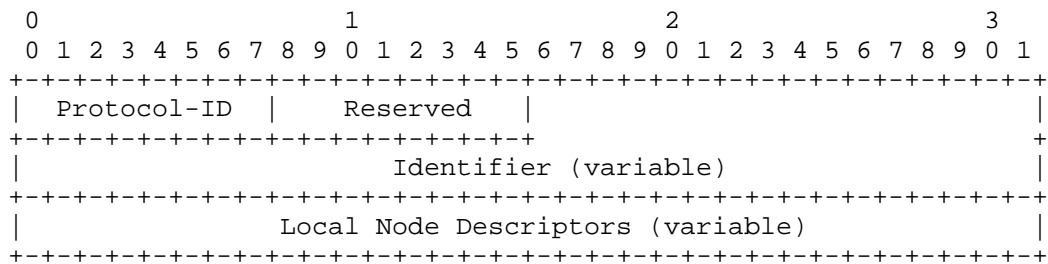 0                   1                   2                   3
 0 1 2 3 4 5 6 7 8 9 0 1 2 3 4 5 6 7 8 9 0 1 2 3 4 5 6 7 8 9 0 1
+-+-+-+-+-+-+-+-+-+-+-+-+-+-+-+-+-+-+-+-+-+-+-+-+-+-+-+-+-+-+-+-+
|  Protocol-ID  |    Reserved   |                               |
+-+-+-+-+-+-+-+-+-+-+-+-+-+-+-+-+                               +
|                       Identifier (variable)                   |
+-+-+-+-+-+-+-+-+-+-+-+-+-+-+-+-+-+-+-+-+-+-+-+-+-+-+-+-+-+-+-+-+
|                Local Node Descriptors (variable)              |
+-+-+-+-+-+-+-+-+-+-+-+-+-+-+-+-+-+-+-+-+-+-+-+-+-+-+-+-+-+-+-+-+